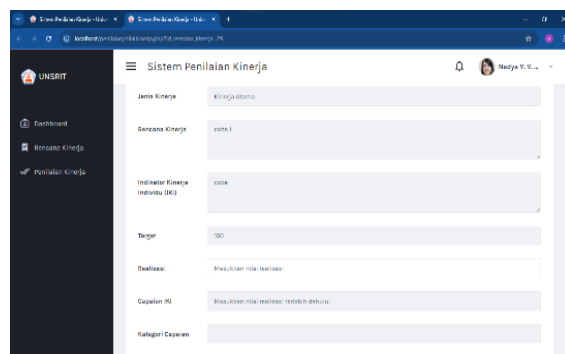 Sistem Penilaian Kinerja - Univ
Sistem Penilaian Kinerja - Univ
UNSRIT
Sistem Penilaian Kinerja
Nadya V. V....
Dashboard
Rencana Kinerja
Penilaian Kinerja
Jenis Kinerja
Kinerja Utama
Rencana Kinerja
coba 1
Indikator Kinerja
Individu (IKI)
coba
Target
100
Realisasi
Masukkan nilai realisasi
Capaian IKI
Masukkan nilai realisasi terlebih dahulu!
Kategori Capaian